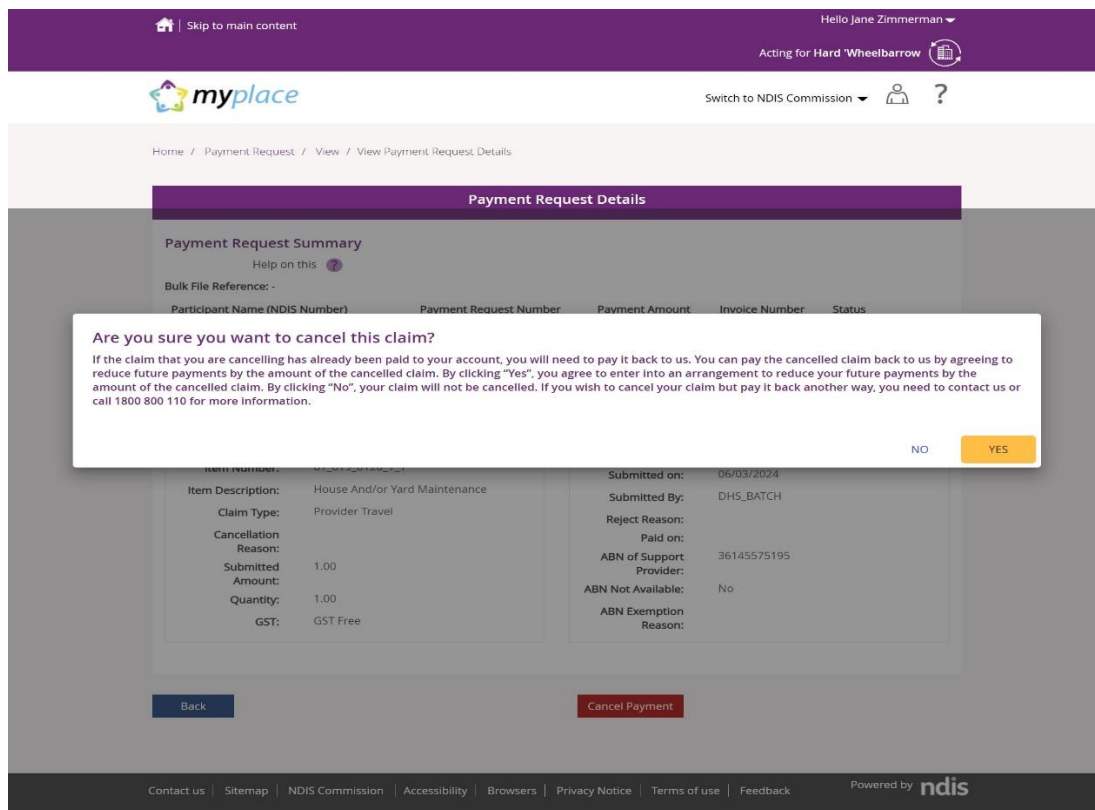 Skip to main content
Hello Jane Zimmerman
Acting for Hard 'Wheelbarrow
myplace
Switch to NDIS Commission
?
Home / Payment Request / View / View Payment Request Details
Payment Request Details
Payment Request Summary
Help on this ?
Bulk File Reference: -
Participant Name (NDIS Number) Payment Request Number Payment Amount Invoice Number Status
Are you sure you want to cancel this claim?
If the claim that you are cancelling has already been paid to your account, you will need to pay it back to us. You can pay the cancelled claim back to us by agreeing to
reduce future payments by the amount of the cancelled claim. By clicking “Yes”, you agree to enter into an arrangement to reduce your future payments by the
amount of the cancelled claim. By clicking “No”, your claim will not be cancelled. If you wish to cancel your claim but pay it back another way, you need to contact us or
call 1800 800 110 for more information.
NO YES
Item Number:
Item Description: House And/or Yard Maintenance
Claim Type: Provider Travel
Cancellation
Reason:
Submitted
Amount: 1.00
Quantity: 1.00
GST: GST Free
Submitted on: 06/03/2024
Submitted By: DHS_BATCH
Reject Reason:
Paid on:
ABN of Support
Provider: 36145575195
ABN Not Available: No
ABN Exemption
Reason:
Back
Cancel Payment
Contact us | Sitemap | NDIS Commission | Accessibility | Browsers | Privacy Notice | Terms of use | Feedback
Powered by ndis